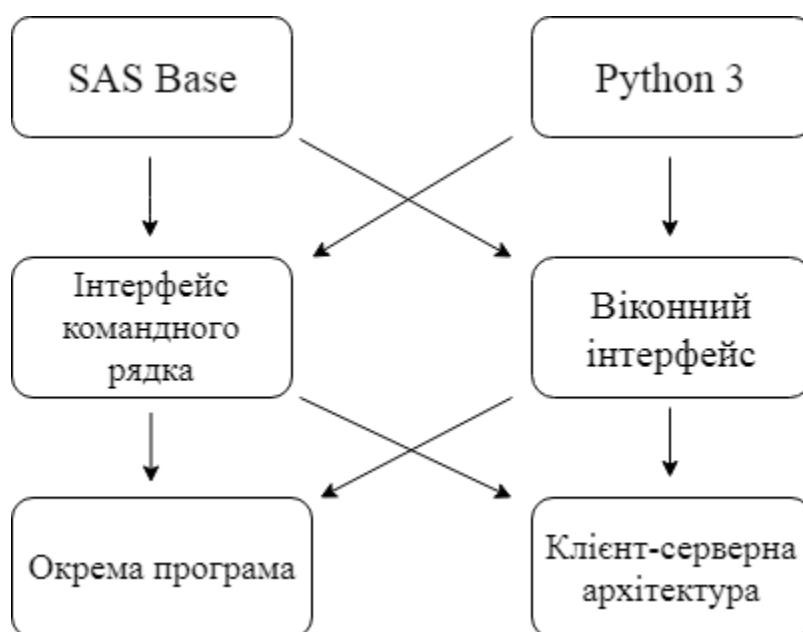 SAS Base
Python 3
Інтерфейс
командного
рядка
Віконний
інтерфейс
Окрема програма
Клієнт-серверна
архітектура